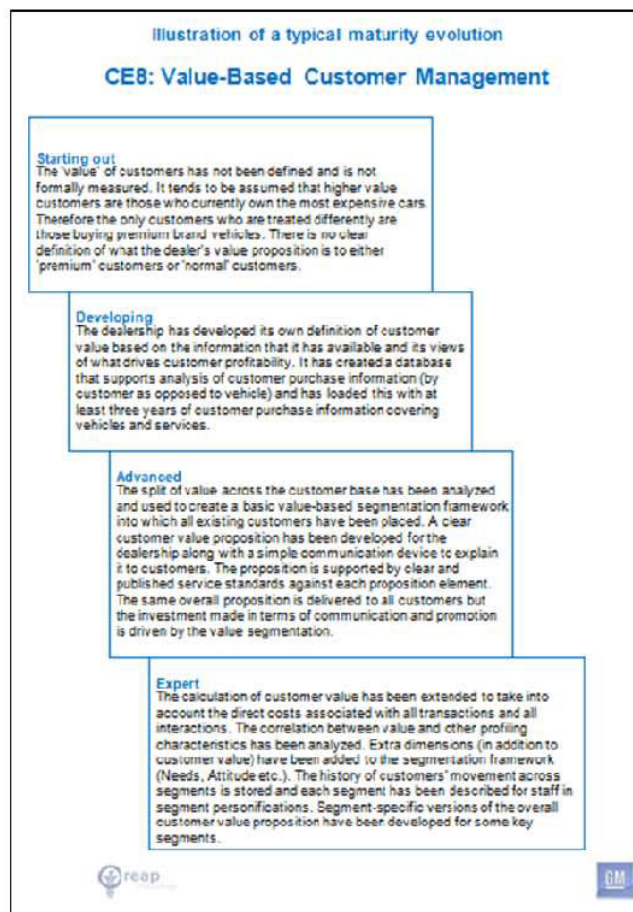 Illustration of a typical maturity evolution
CE8: Value-Based Customer Management
Starting out
The 'value' of customers has not been defined and is not
formally measured. It tends to be assumed that higher value
customers are those who currently own the most expensive cars.
Therefore the only customers who are treated differently are
those buying premium brand vehicles. There is no clear
definition of what the dealer's value proposition is to either
'premium' customers or 'normal' customers.
Developing
The dealership has developed its own definition of customer
value based on the information that it has available and its views
of what drives customer profitability. It has created a database
that supports analysis of customer purchase information (by
customer as opposed to vehicle) and has loaded this with at
least three years of customer purchase information covering
vehicles and services.
Advanced
The split of value across the customer base has been analyzed
and used to create a basic value-based segmentation framework
into which all existing customers have been placed. A clear
customer value proposition has been developed for the
dealership along with a simple communication device to explain
it to customers. The proposition is supported by clear and
published service standards against each proposition element.
The same overall proposition is delivered to all customers but
the investment made in terms of communication and promotion
is driven by the value segmentation.
Expert
The calculation of customer value has been extended to take into
account the direct costs associated with all transactions and all
interactions. The correlation between value and other profiling
characteristics has been analyzed. Extra dimensions (in addition to
customer value) have been added to the segmentation framework
(Needs, Attitude etc.). The history of customers' movement across
segments is stored and each segment has been described for staff in
segment personifications. Segment-specific versions of the overall
customer value proposition have been developed for some key
segments.
reap
GM